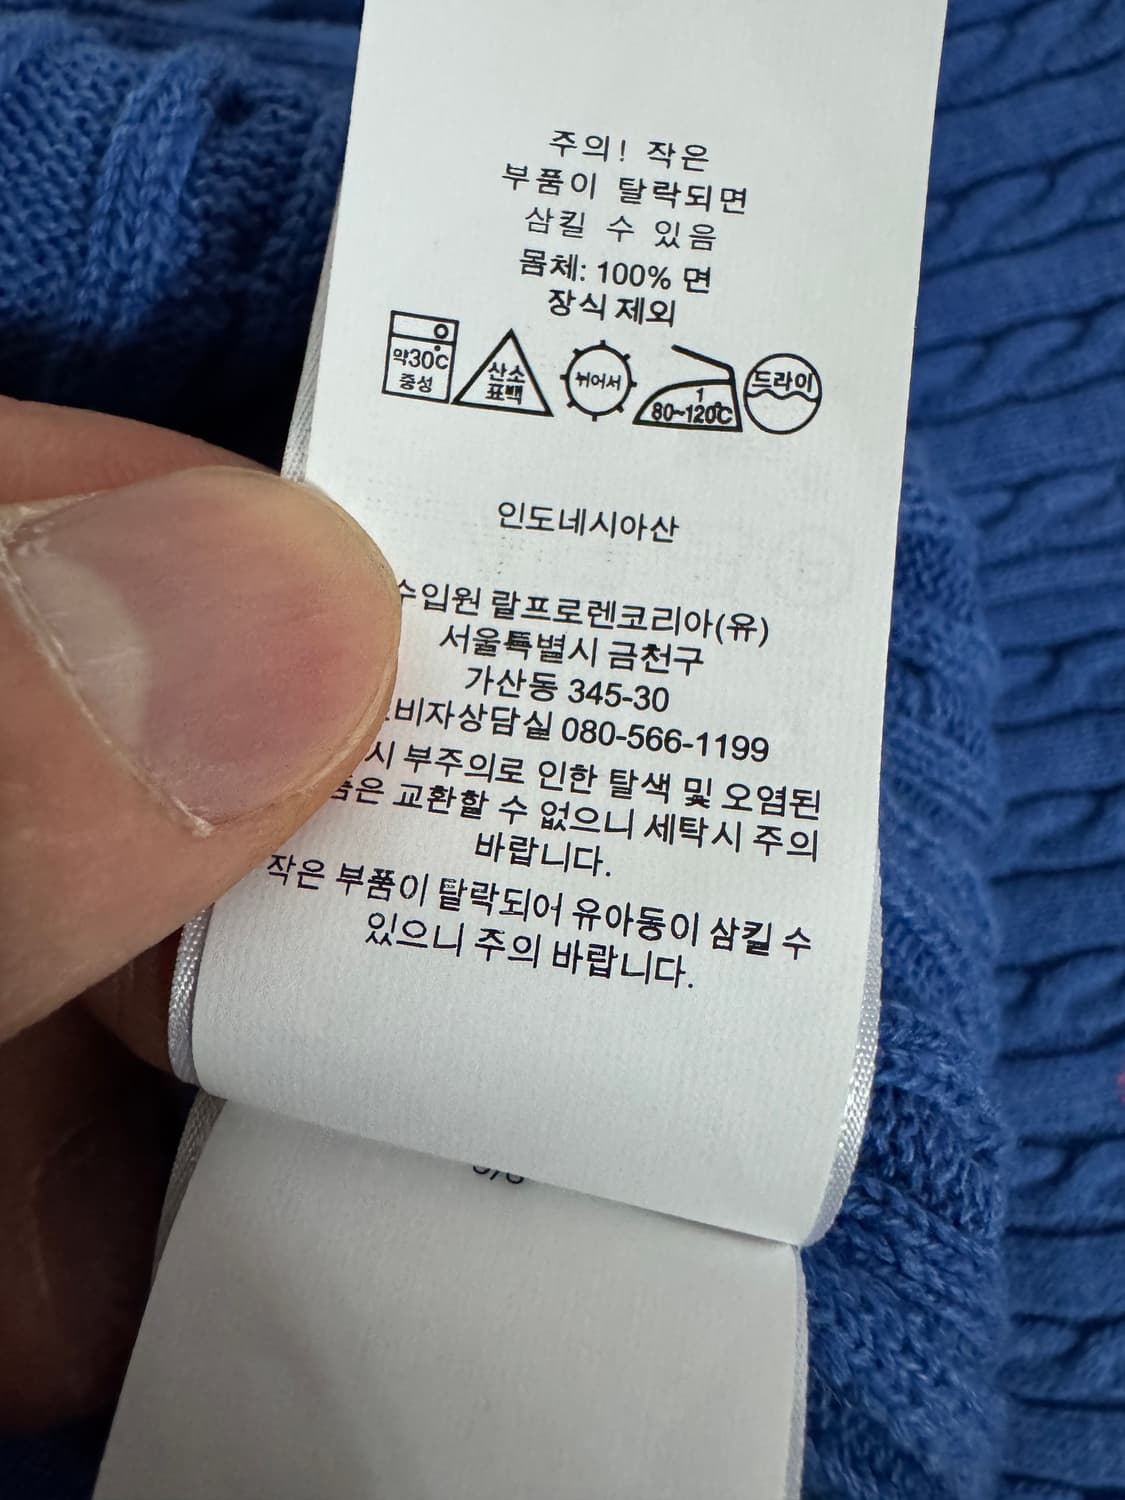 주의! 작은
부품이 탈락되면
삼킬 수 있음
몸체: 100% 면
장식 제외
약30℃
중성
산소
표백
뉘어서
1
80~120℃
드라이
인도네시아산
수입원 랄프로렌코리아(유)
서울특별시 금천구
가산동 345-30
비자상담실 080-566-1199
시 부주의로 인한 탈색 및 오염된
품은 교환할 수 없으니 세탁시 주의
바랍니다.
작은 부품이 탈락되어 유아동이 삼킬 수
있으니 주의 바랍니다.